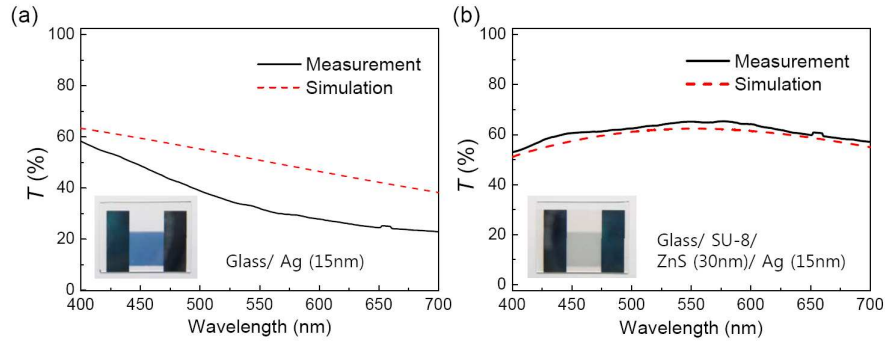 (a)
100
80
60
40
20
0
T (%)
Measurement
Simulation
Glass/ Ag (15nm)
400 450 500 550 600 650 700
Wavelength (nm)
(b)
100
80
60
40
20
0
T (%)
Measurement
Simulation
Glass/ SU-8/
ZnS (30nm)/ Ag (15nm)
400 450 500 550 600 650 700
Wavelength (nm)